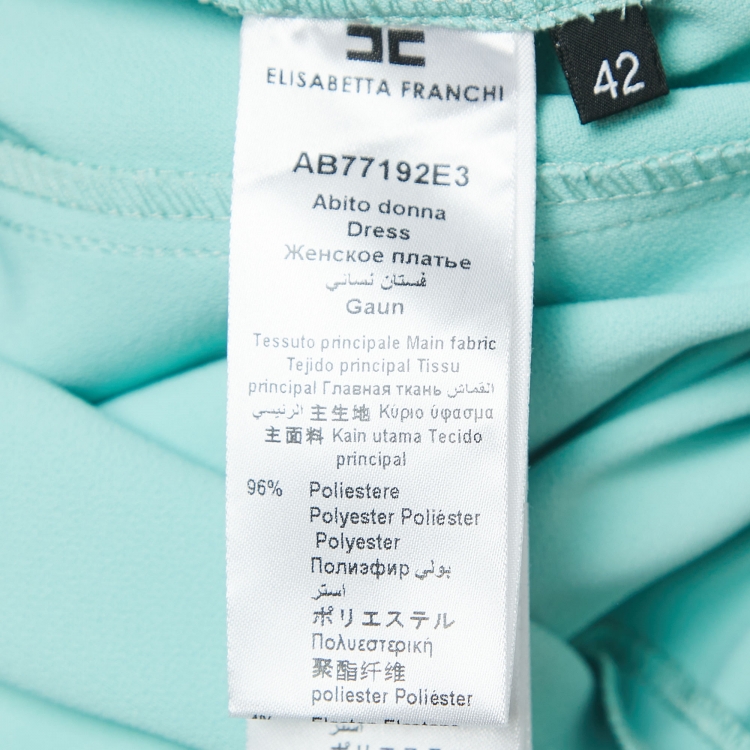 ELISABETTA FRANCHI
42
AB77192E3
Abito donna
Dress
Женское платье
فستان نسائي
Gaun
Tessuto principale Main fabric
Tejido principal Tissu
principal Главная ткань القماش
الرئيسي 主生地 Κύριο ύφασμα
主面料 Kain utama Tecido
principal
96% Poliestere
Polyester Poliéster
Polyester
Полиэфир بولي
استر
ポリエステル
Πολυεστερική
聚酯纤维
poliester Poliéster